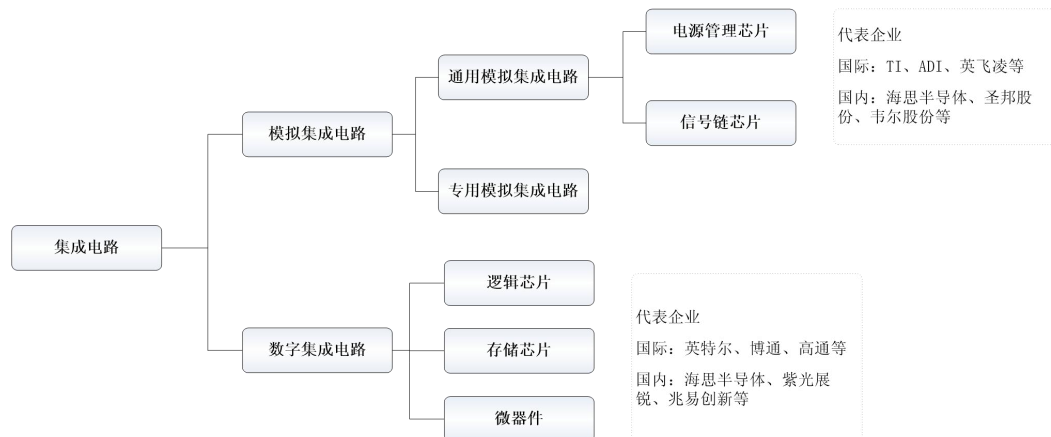 电源管理芯片
代表企业
国际：TI、ADI、英飞凌等
国内：海思半导体、圣邦股
份、韦尔股份等
通用模拟集成电路
信号链芯片
模拟集成电路
专用模拟集成电路
集成电路
逻辑芯片
数字集成电路
存储芯片
微器件
代表企业
国际：英特尔、博通、高通等
国内：海思半导体、紫光展
锐、兆易创新等